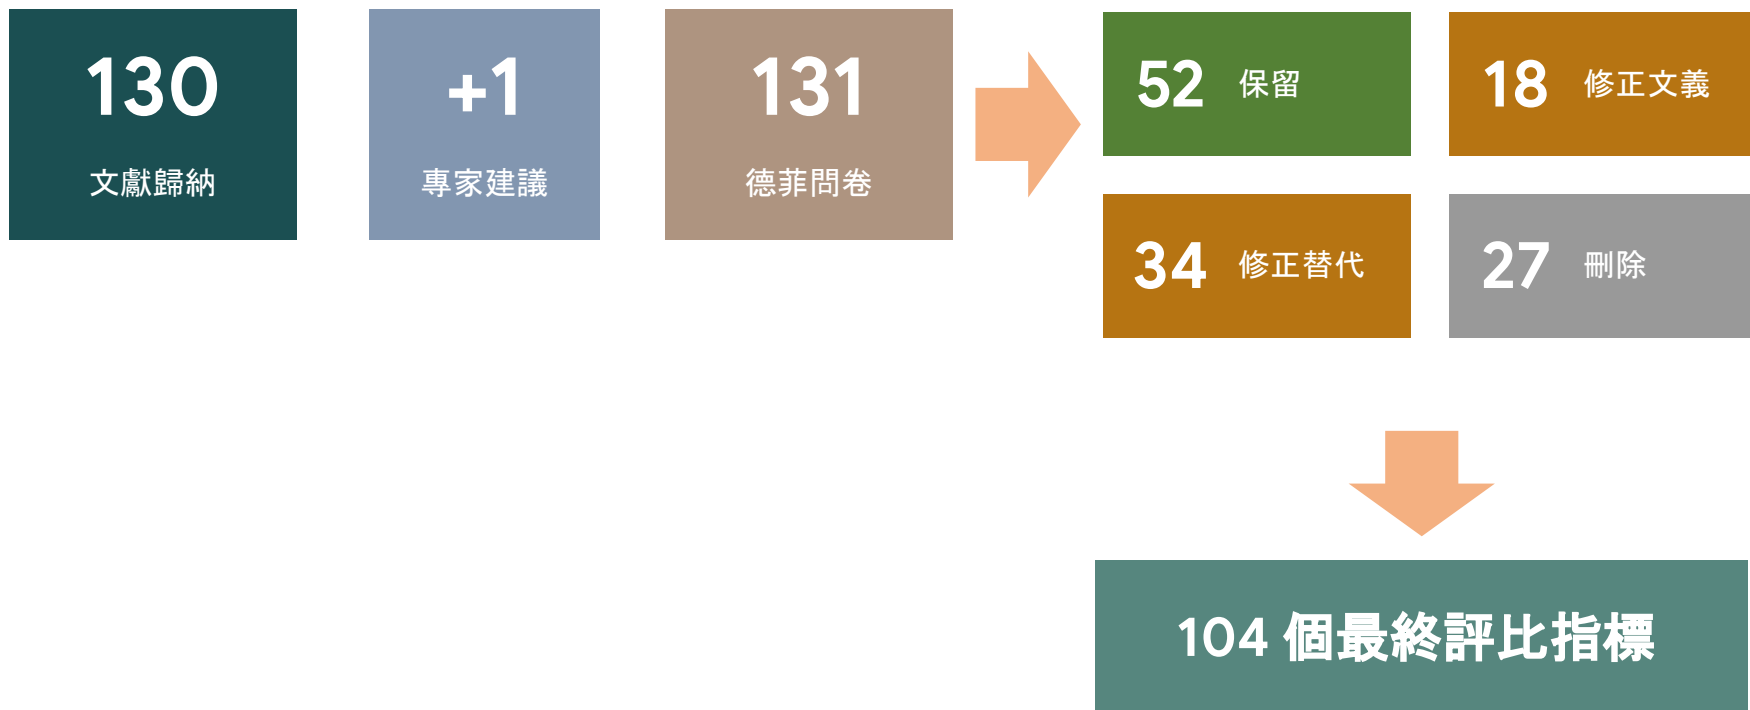 130
文獻歸納
+1
專家建議
131
德菲問卷
52 保留
18 修正文義
34 修正替代
27 刪除
104 個最終評比指標